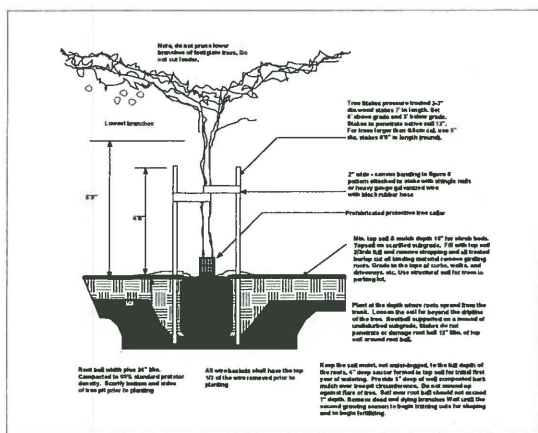 Note, do not prune lower
branches of fastigiate trees. Do
not cut leader.
Lowest branches
Tree Stakes pressure treated 2-3"
dia. wood stakes 7' in length. Set
4' above grade and 3' below grade.
Stakes to penetrate native soil 12".
For trees larger than 6.5cm cal. use 3"
dia. stakes 8'0" in length (round).
2" wide - canvas banding in figure 8
pattern attached to stake with shingle nails
or heavy gauge galvanized wire
with black rubber hose
6'0"
4'0"
Prefabricated protective tree collar
Min. top soil & mulch depth 18" for shrub beds.
Topsoil on scarified subgrade. Fill with top soil
2/3rds full and remove strapping and all treated
burlap cut all binding material remove girdling
roots. Grade to the tops of curbs, walks, and
driveways, etc. Use structural soil for trees in
parking lot.
Plant at the depth where roots spread from the
trunk. Loosen the soil far beyond the dripline
of the tree. Rootball supported on a mound of
undisturbed subgrade. Stakes do not
penetrate or damage root ball 12" Min. of top
soil around root ball.
Root ball width plus 24" Min.
Compacted to 85% standard proctor
density. Scarify bottom and sides
of tree pit prior to planting
All wire baskets shall have the top
1/2 of the wire removed prior to
planting
Keep the soil moist, not water-logged, to the full depth of
the roots. 4" deep saucer formed in top soil for initial first
year of watering. Provide 3" deep of well composted bark
mulch over tree pit circumference. Do not mound up
against flare of tree. Soil over root ball should not exceed
1" depth. Remove dead and dying branches Wait until the
second growing season to begin training cuts for shaping
and to begin fertilizing.